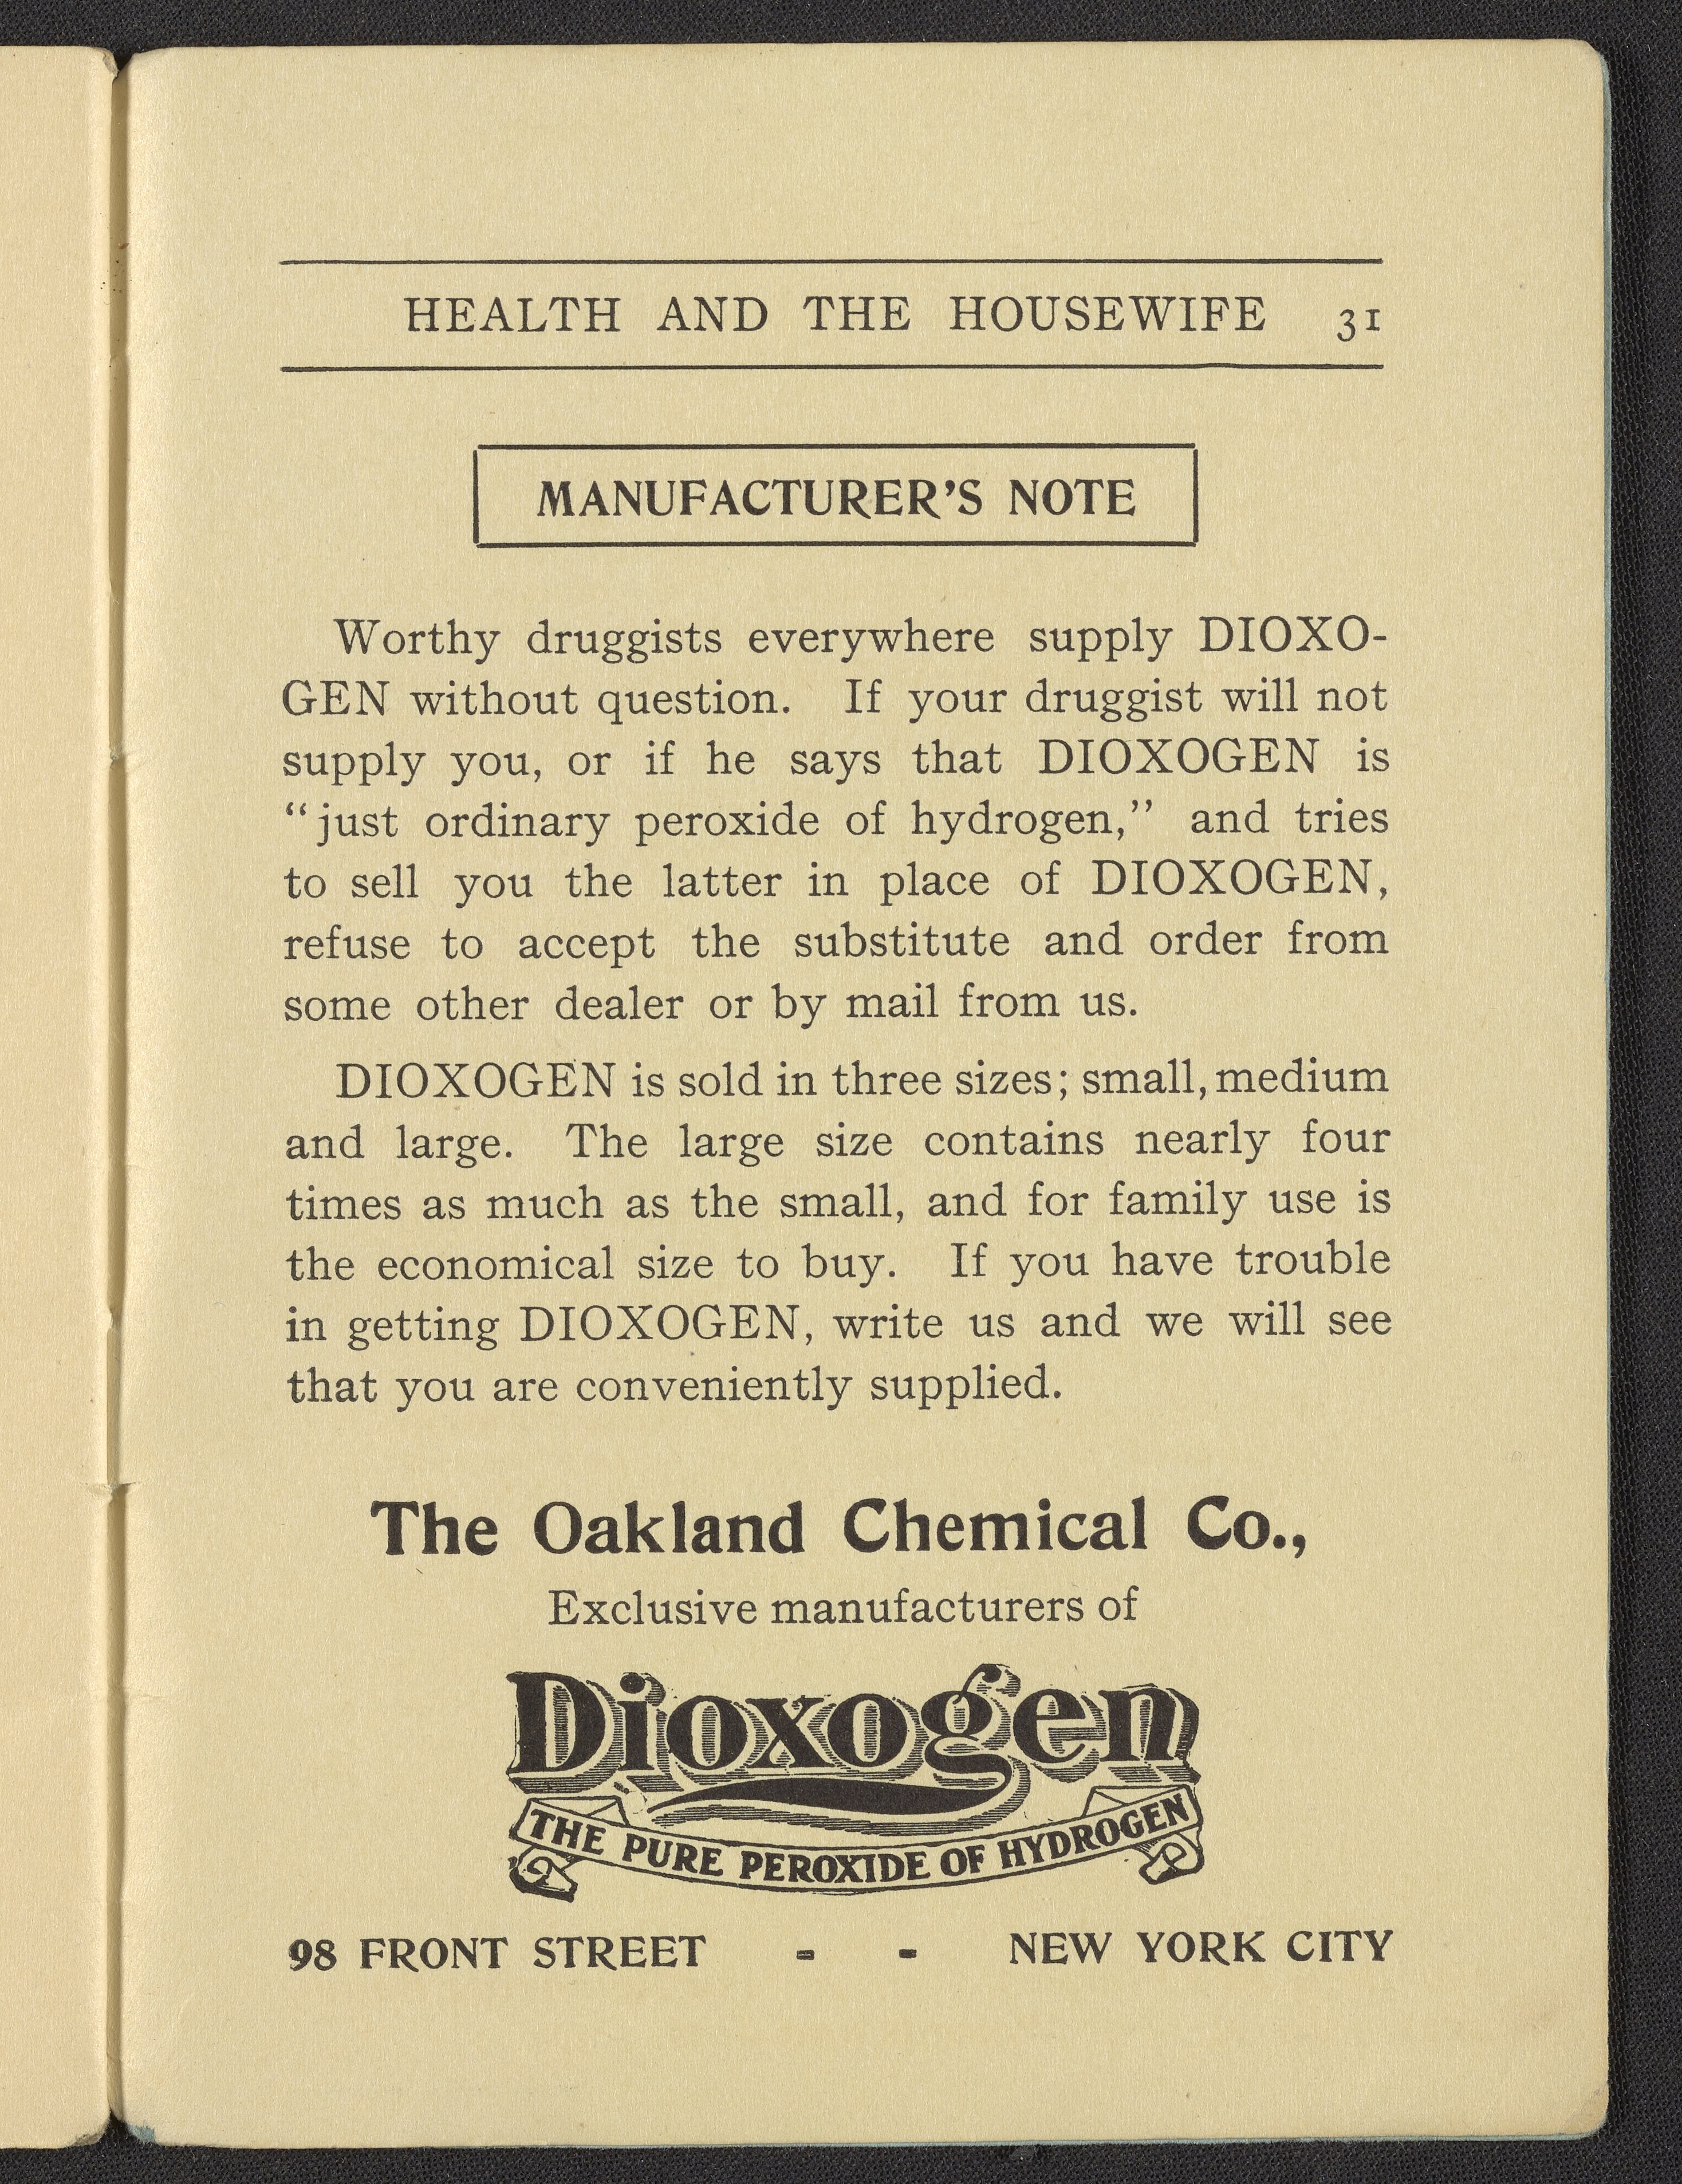 HEALTH AND THE HOUSEWIFE 31
MANUFACTURER'S NOTE
Worthy druggists everywhere supply DIOXO-
GEN without question. If your druggist will not
supply you, or if he says that DIOXOGEN is
“just ordinary peroxide of hydrogen,” and tries
to sell you the latter in place of DIOXOGEN,
refuse to accept the substitute and order from
some other dealer or by mail from us.
DIOXOGEN is sold in three sizes; small, medium
and large. The large size contains nearly four
times as much as the small, and for family use is
the economical size to buy. If you have trouble
in getting DIOXOGEN, write us and we will see
that you are conveniently supplied.
The Oakland Chemical Co.,
Exclusive manufacturers of
Dioxogen
THE PURE PEROXIDE OF HYDROGEN
98 FRONT STREET - - NEW YORK CITY